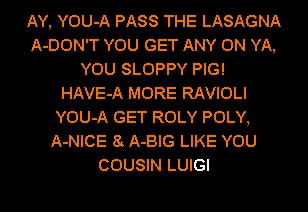 AY, YOU-A PASS THE LASAGNA
A-DON'T YOU GET ANY ON YA,
YOU SLOPPY PIG!
HAVE-A MORE RAVIOLI
YOU-A GET ROLY POLY,
A-NICE & A-BIG LIKE YOU
COUSIN LUIGI